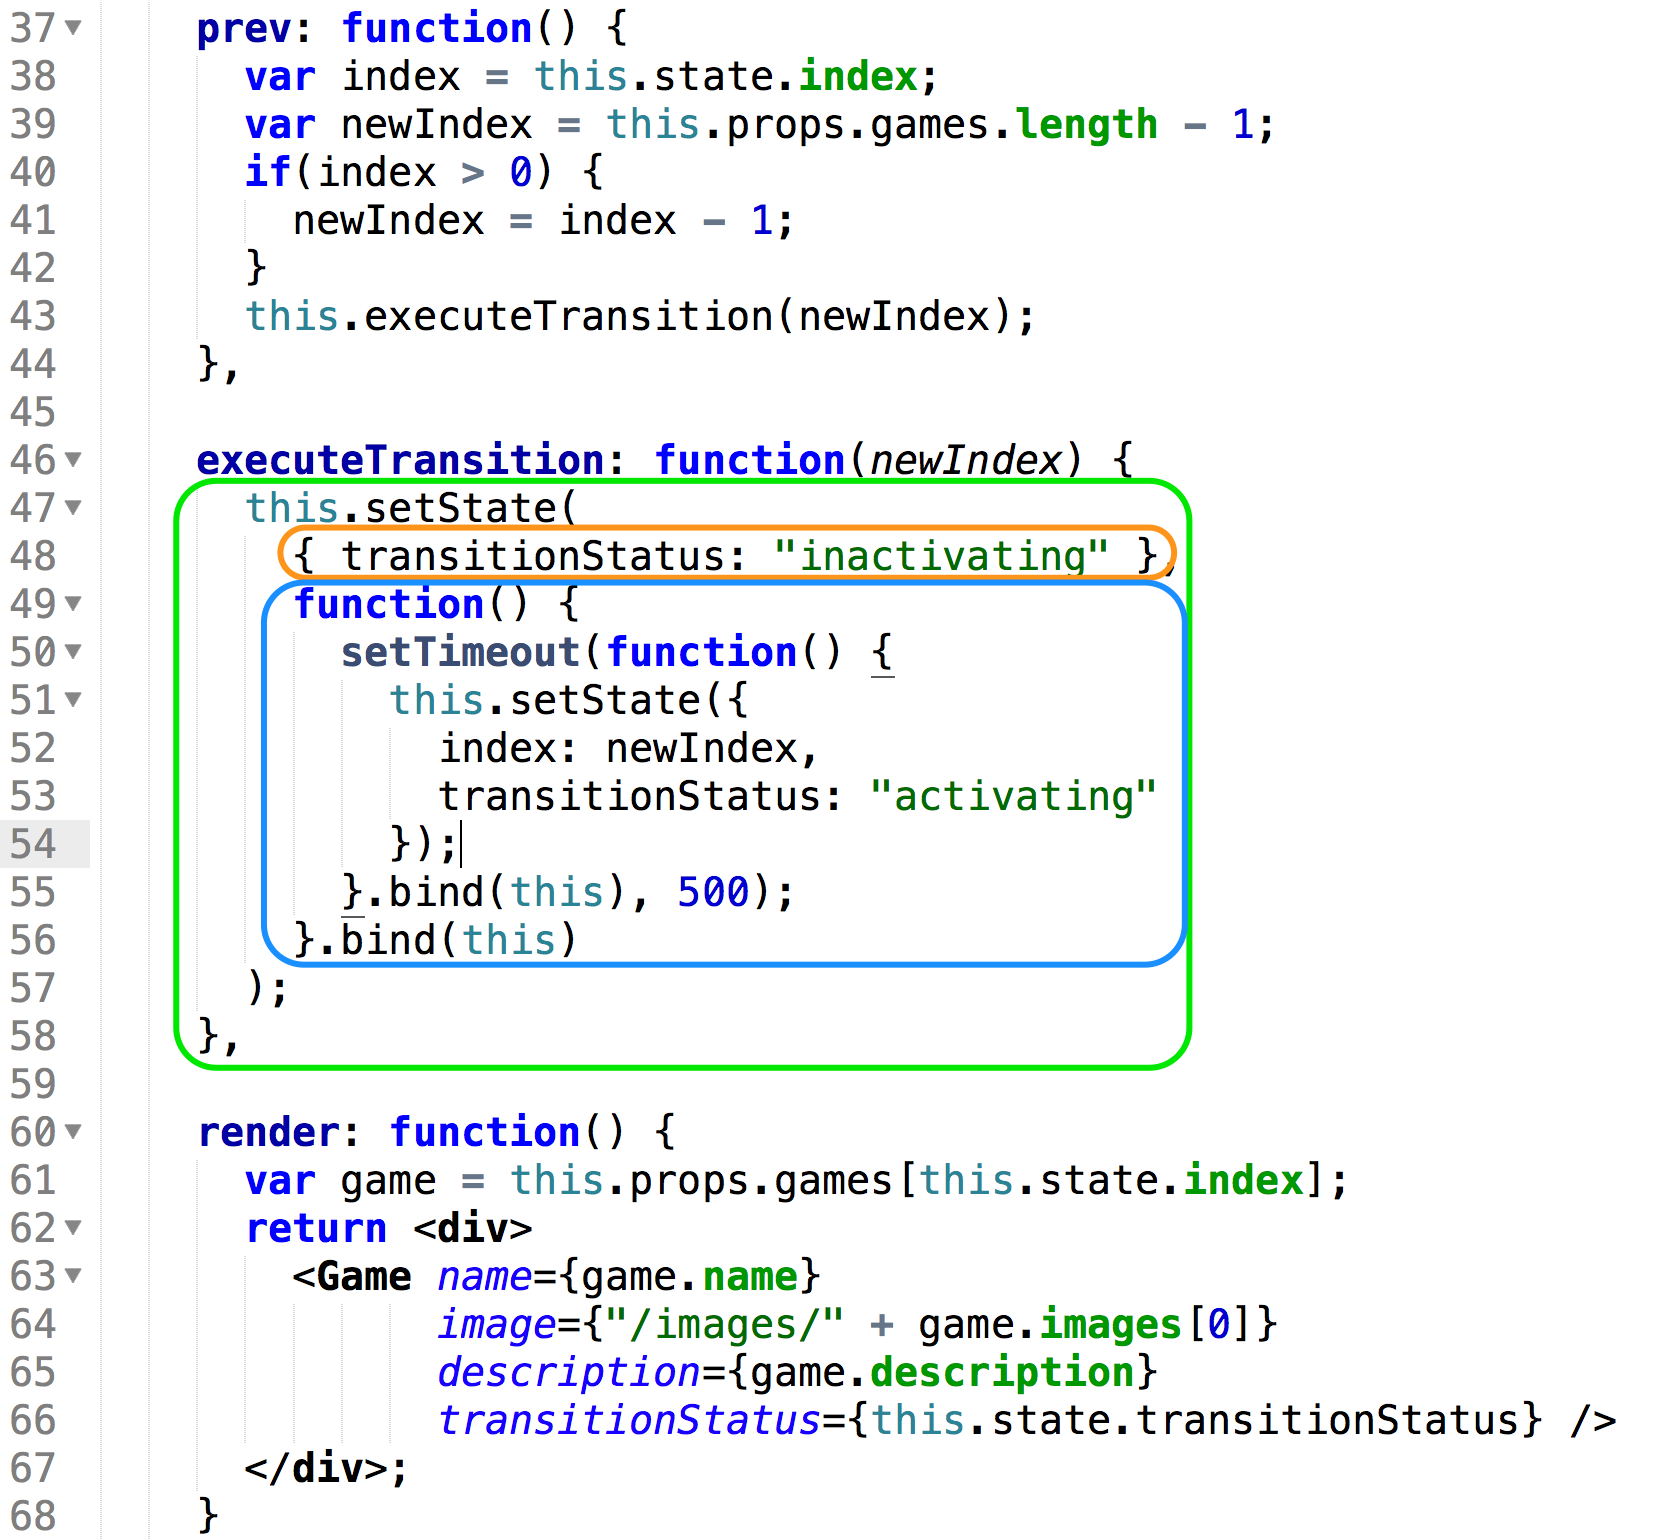 37     prev: function() {
38       var index = this.state.index;
39       var newIndex = this.props.games.length - 1;
40       if(index > 0) {
41         newIndex = index - 1;
42       }
43       this.executeTransition(newIndex);
44     },
45
46     executeTransition: function(newIndex) {
47       this.setState(
48         { transitionStatus: "inactivating" },
49         function() {
50           setTimeout(function() {
51             this.setState({
52               index: newIndex,
53               transitionStatus: "activating"
54             });
55           }.bind(this), 500);
56         }.bind(this)
57       );
58     },
59
60     render: function() {
61       var game = this.props.games[this.state.index];
62       return <div>
63         <Game name={game.name}
64               image={"/images/" + game.images[0]}
65               description={game.description}
66               transitionStatus={this.state.transitionStatus} />
67       </div>;
68     }